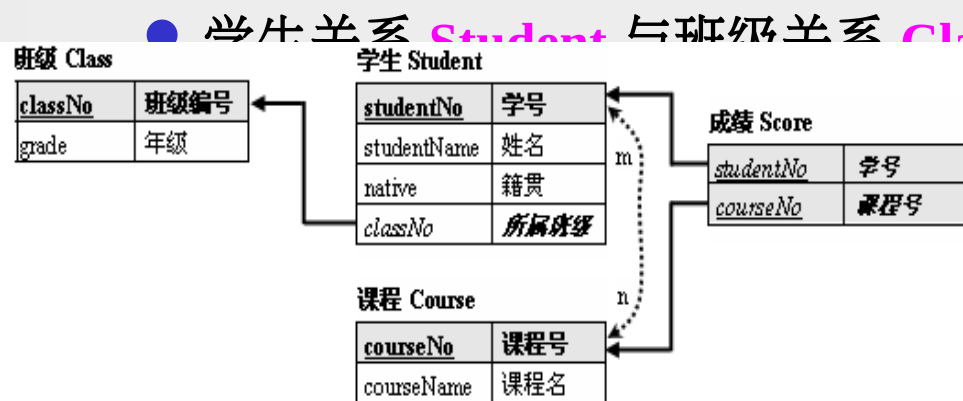 学生关系 Student 与班级关系 Cla
班级 Class
classNo 班级编号
grade 年级
学生 Student
studentNo 学号
studentName 姓名
native 籍贯
classNo 所属班级
m
n
成绩 Score
studentNo 学号
courseNo 课程号
课程 Course
courseNo 课程号
courseName 课程名